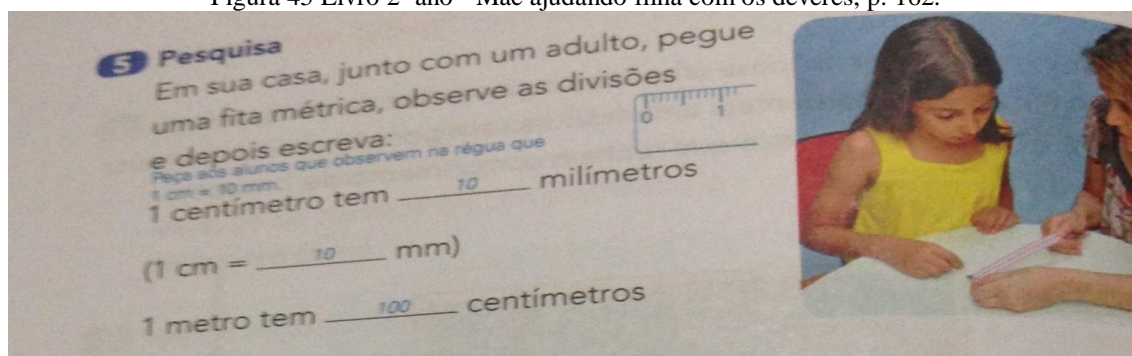 Figura 45 Livro 2º ano - Mãe ajudando filha com os deveres, p. 162.
5 Pesquisa
Em sua casa, junto com um adulto, pegue
uma fita métrica, observe as divisões
e depois escreva:
Peça aos alunos que observem na régua que
1 cm = 10 mm.
0 1
1 centímetro tem 10 milímetros
(1 cm = 10 mm)
1 metro tem 100 centímetros